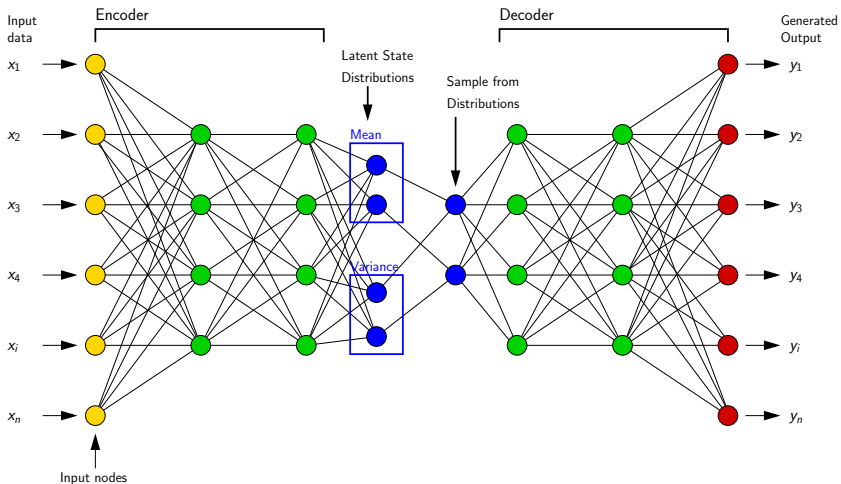 Input
data
Encoder
Decoder
Generated
Output
Latent State
Distributions
Sample from
Distributions
Mean
Variance
x1
x2
x3
x4
xi
xn
y1
y2
y3
y4
yi
yn
Input nodes